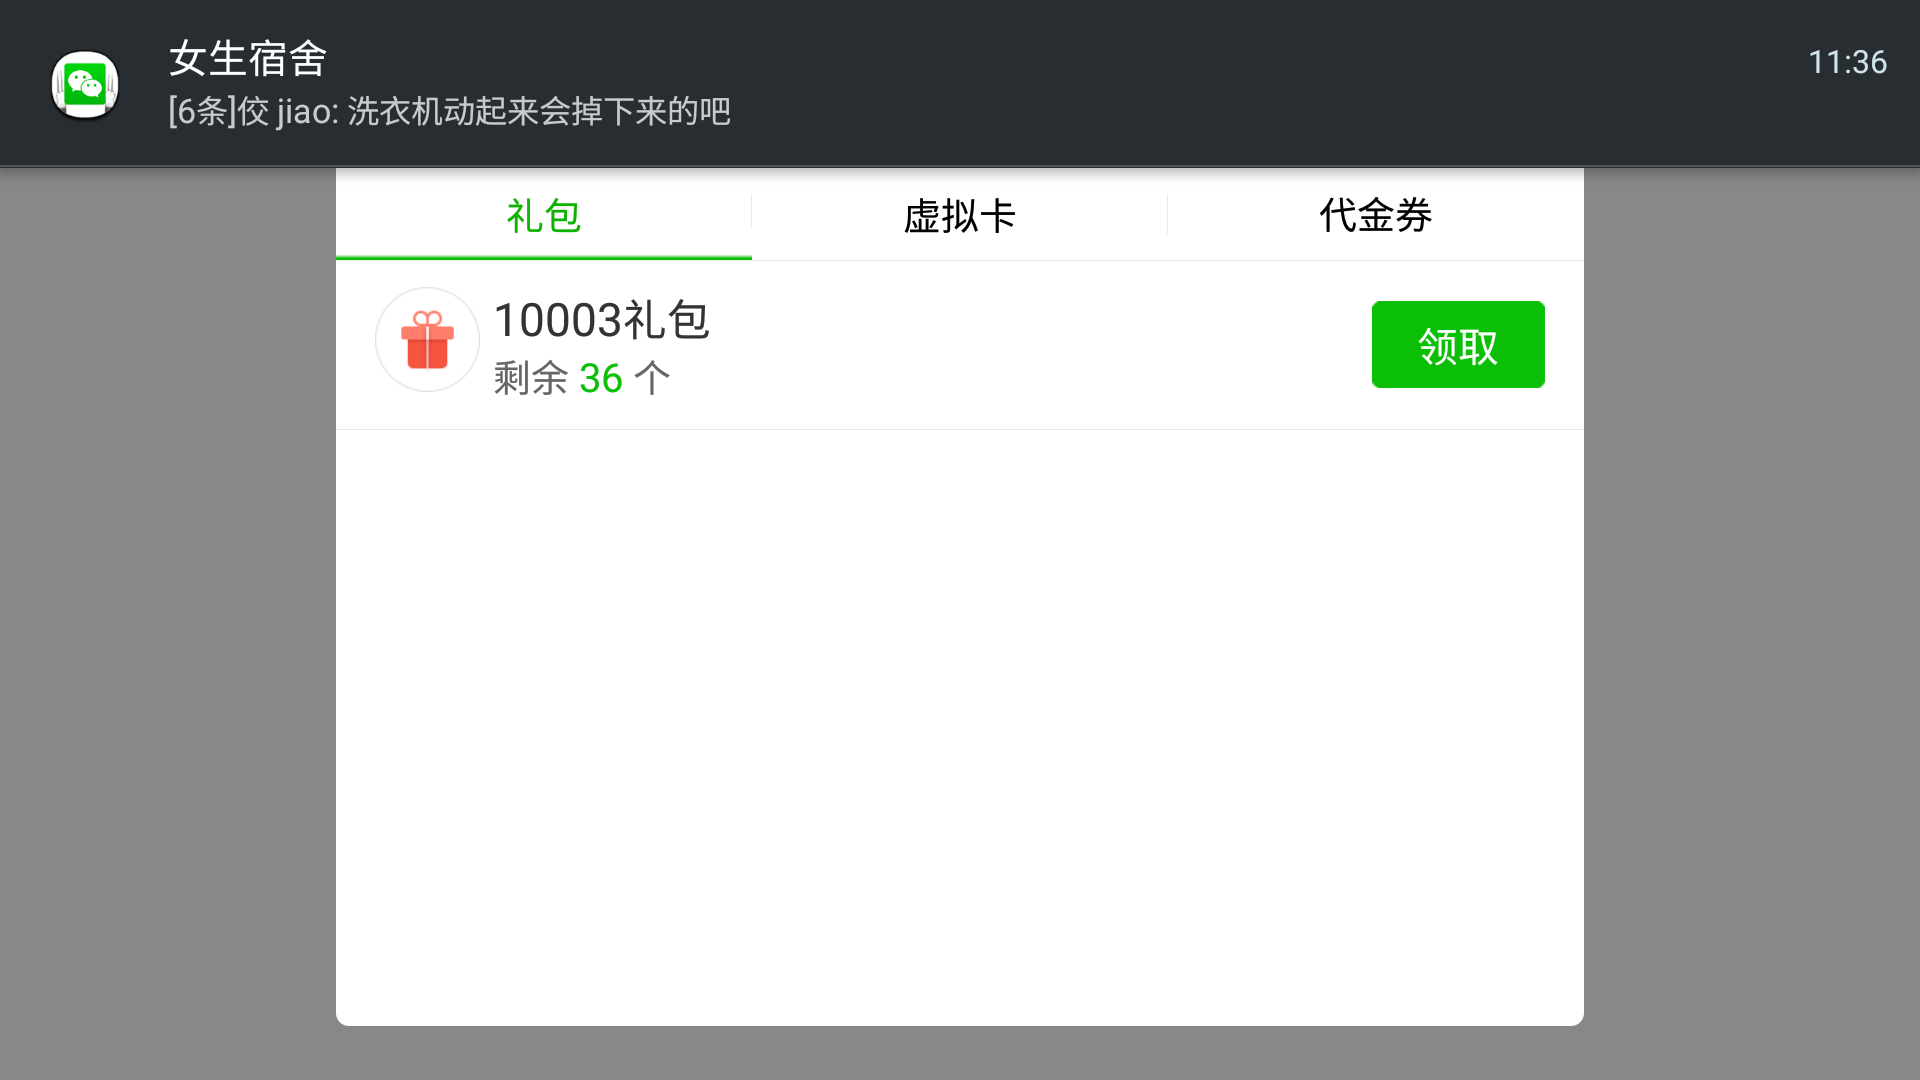 女生宿舍
11:36
[6条]佼 jiao: 洗衣机动起来会掉下来的吧
礼包
虚拟卡
代金券
10003礼包
剩余 36 个
领取